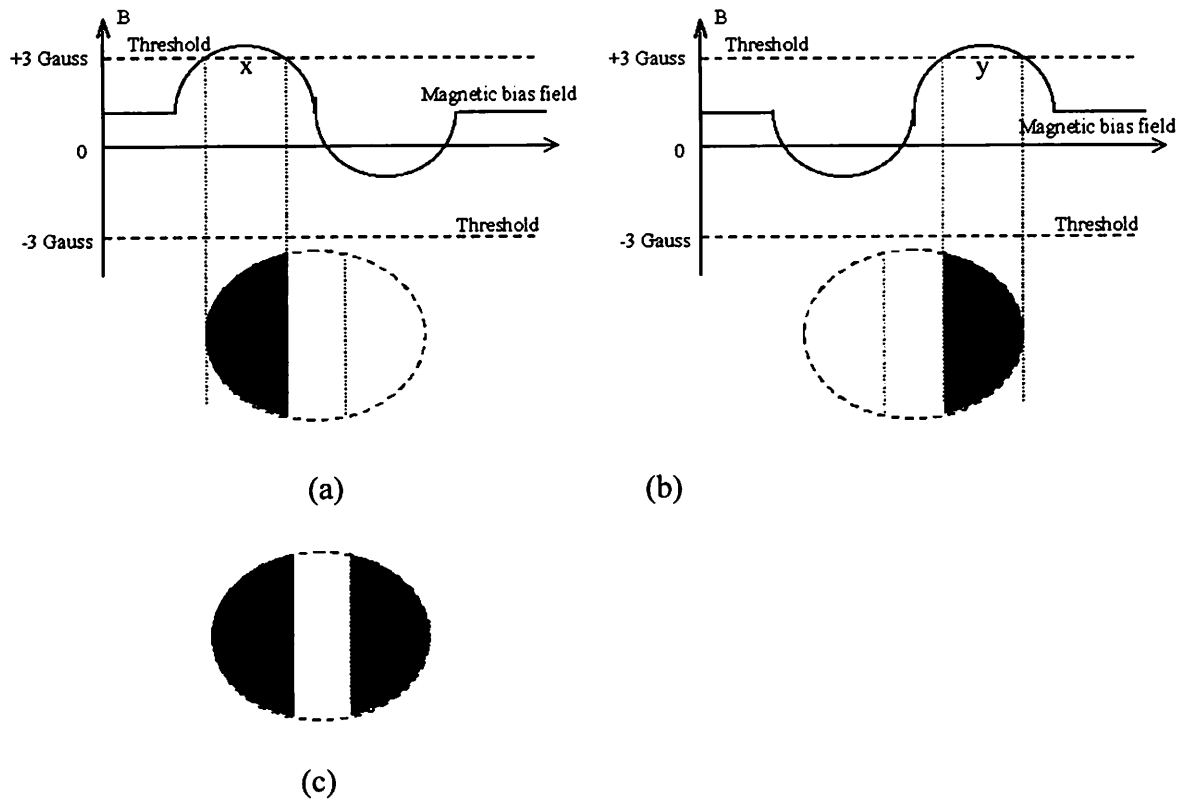 B
Threshold
+3 Gauss
x
Magnetic bias field
0
Threshold
-3 Gauss
(a)
B
Threshold
+3 Gauss
y
Magnetic bias field
0
Threshold
-3 Gauss
(b)
(c)